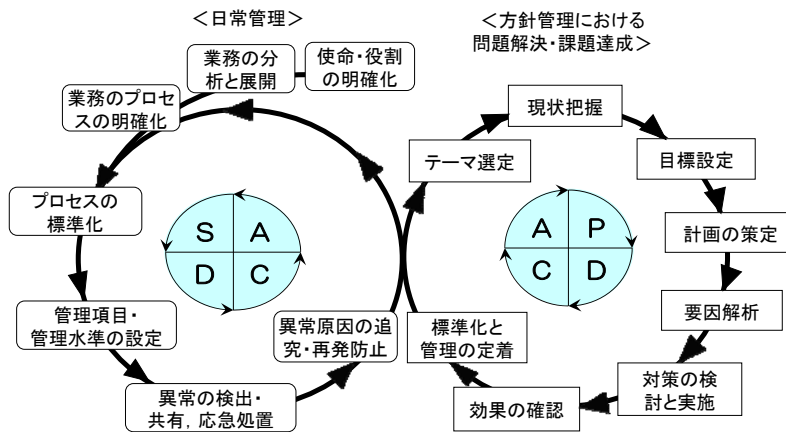 ＜日常管理＞
＜方針管理における
問題解決・課題達成＞
使命・役割
の明確化
業務の分
析と展開
業務のプロセ
スの明確化
プロセスの
標準化
管理項目・
管理水準の設定
異常の検出・
共有，応急処置
異常原因の追
究・再発防止
S A
D C
テーマ選定
現状把握
目標設定
計画の策定
要因解析
対策の検
討と実施
効果の確認
標準化と
管理の定着
A P
C D